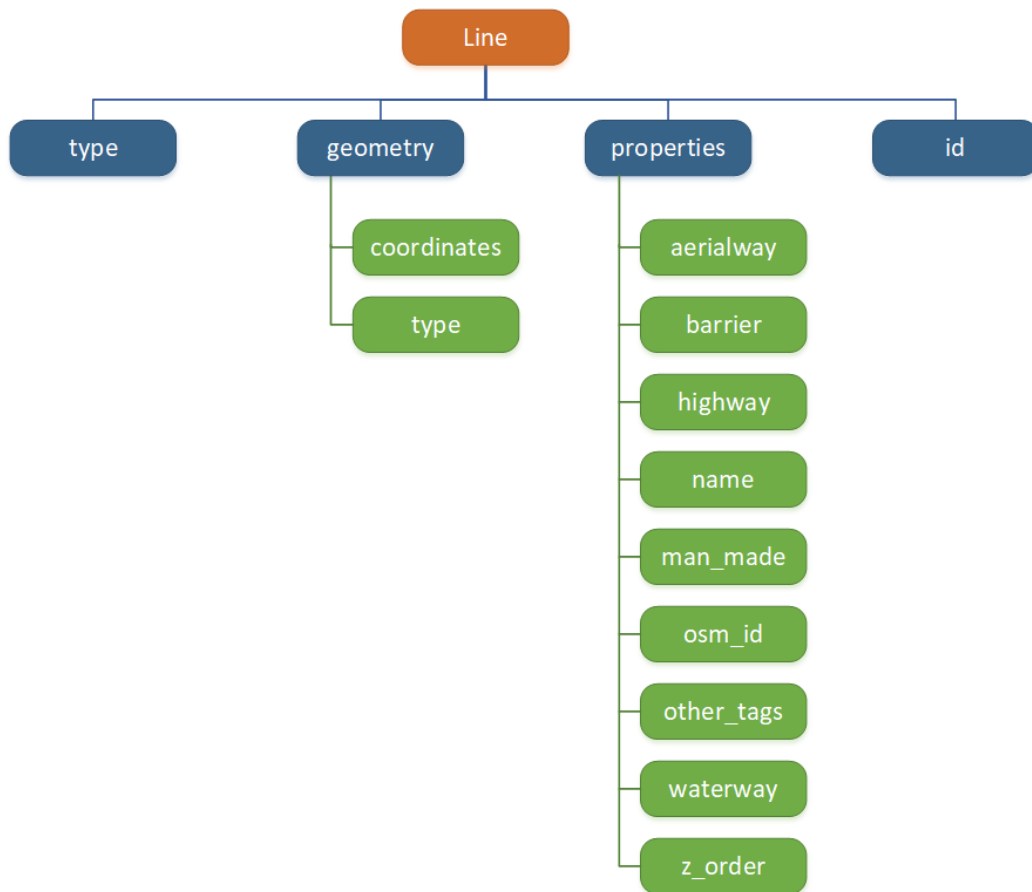 Line
type
geometry
properties
id
coordinates
type
aerialway
barrier
highway
name
man_made
osm_id
other_tags
waterway
z_order